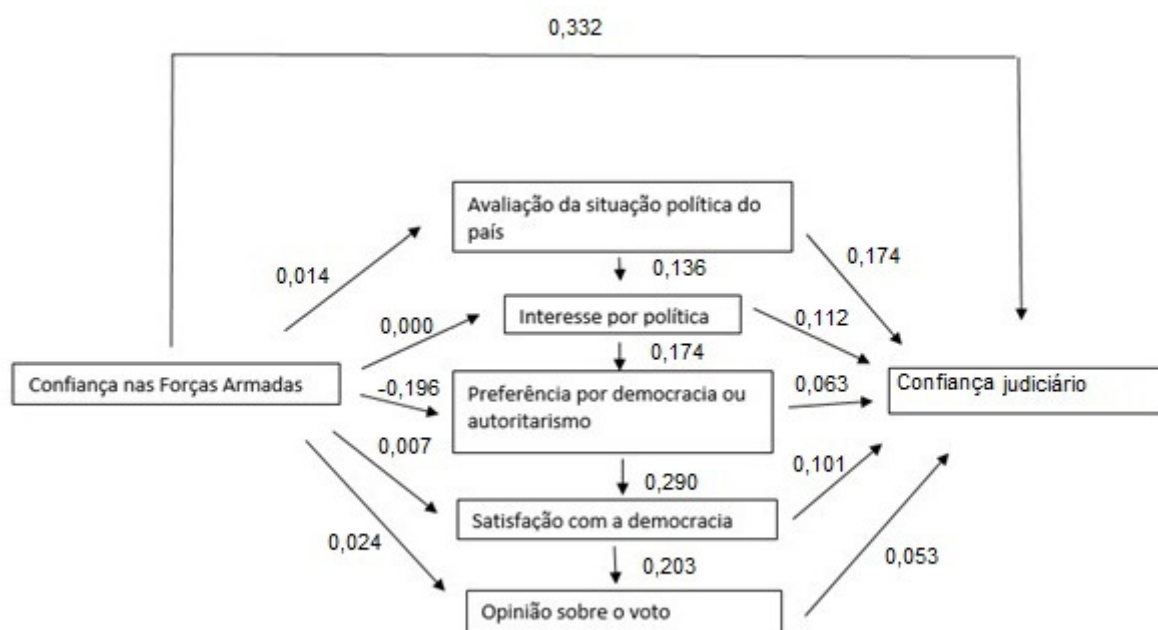 0,332
Avaliação da situação política do
país
0,014
0,174
0,136
0,000
Interesse por política
0,112
0,174
Confiança nas Forças Armadas
-0,196
Preferência por democracia ou
autoritarismo
0,063
Confiança judiciário
0,007
0,290
0,101
Satisfação com a democracia
0,024
0,203
0,053
Opinião sobre o voto